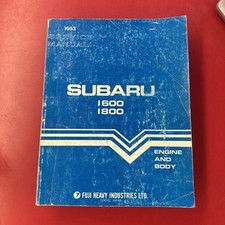 1983
SERVICE
MANUAL
SUBARU
1600
1800
ENGINE
AND
BODY
FUJI HEAVY INDUSTRIES LTD.